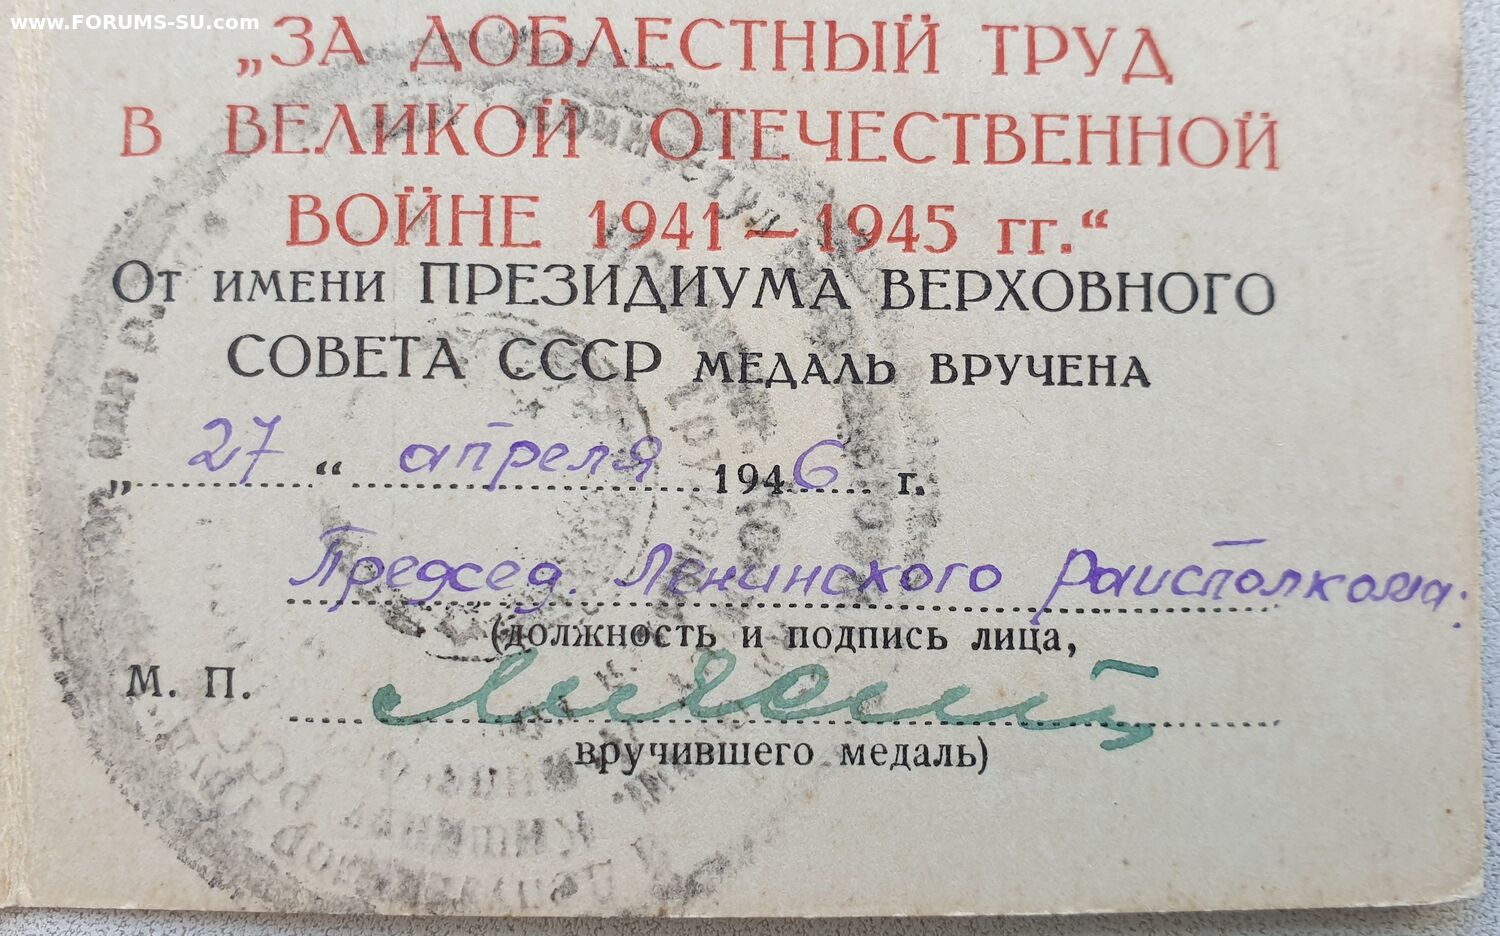 www.FORUMS-SU.com
„ЗА ДОБЛЕСТНЫЙ ТРУД
В ВЕЛИКОЙ ОТЕЧЕСТВЕННОЙ
ВОЙНЕ 1941—1945 гг.“
От имени ПРЕЗИДИУМА ВЕРХОВНОГО
СОВЕТА СССР МЕДАЛЬ ВРУЧЕНА
„27“ апреля 1946 г.
Председ. Ленинского Райсполкома.
(должность и подпись лица,
М. П.
вручившего медаль)